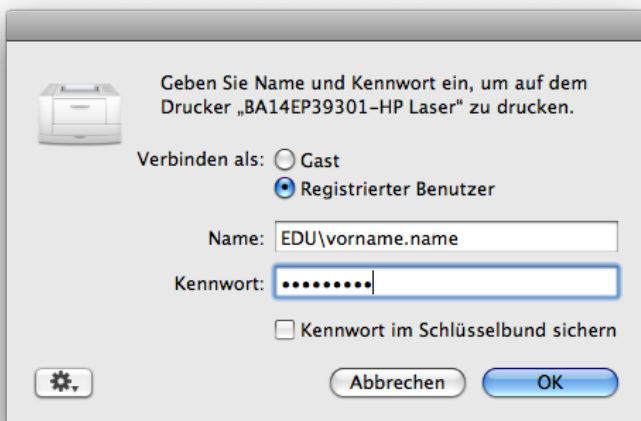 Geben Sie Name und Kennwort ein, um auf dem
Drucker „BA14EP39301-HP Laser“ zu drucken.
Verbinden als: Gast
Registrierter Benutzer
Name: EDU\vorname.name
Kennwort: •••••••••
Kennwort im Schlüsselbund sichern
Abbrechen OK